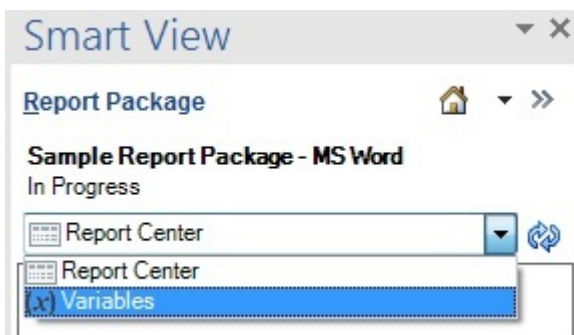 Smart View
Report Package
Sample Report Package - MS Word
In Progress
Report Center
Report Center
(x) Variables